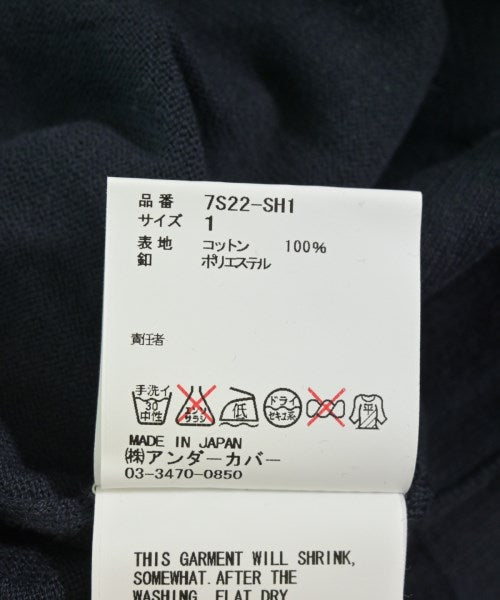 品番 7S22-SH1
サイズ 1
表地 コットン 100%
釦 ポリエステル
責任者
手洗イ 30 中性
エンソ サラシ
低
ドライ セキユ系
平
MADE IN JAPAN
㈱アンダーカバー
03-3470-0850
THIS GARMENT WILL SHRINK,
SOMEWHAT.AFTER THE
WASHING. FLAT DRY